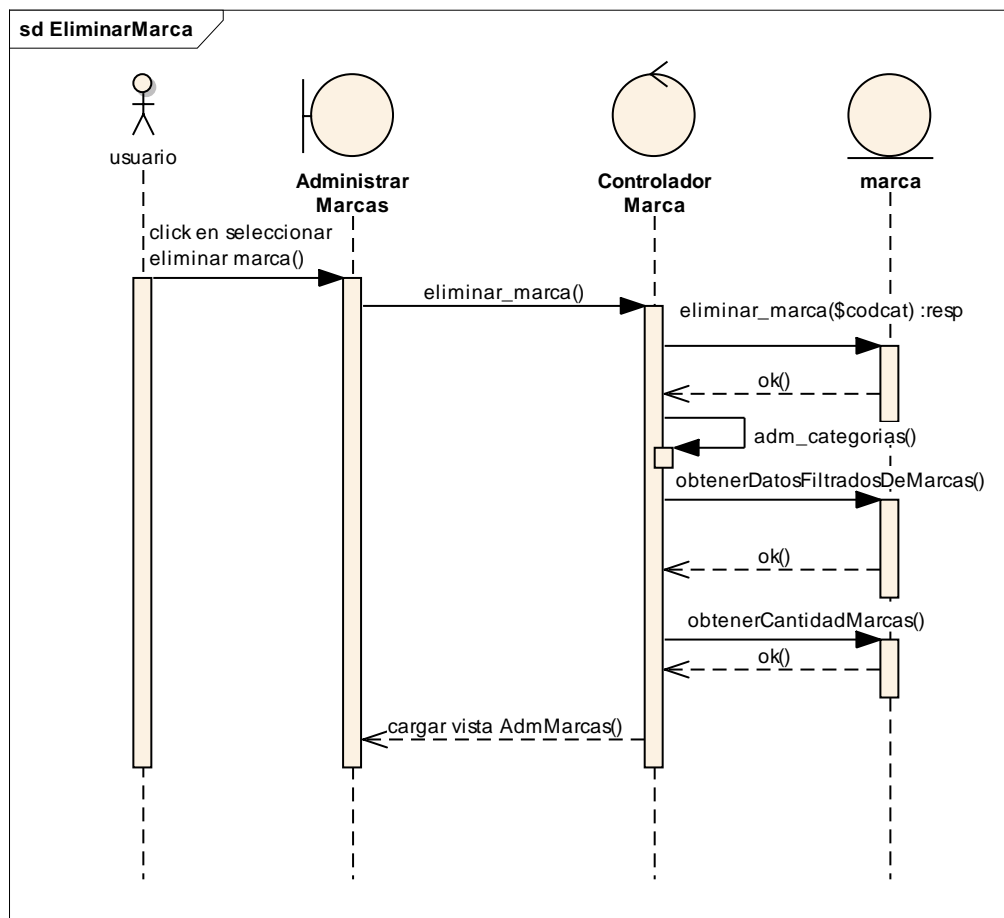 sd EliminarMarca
usuario
Administrar
Marcas
Controlador
Marca
marca
click en seleccionar
eliminar marca()
eliminar_marca()
eliminar_marca($codcat) :resp
ok()
adm_categorias()
obtenerDatosFiltradosDeMarcas()
ok()
obtenerCantidadMarcas()
ok()
cargar vista AdmMarcas()